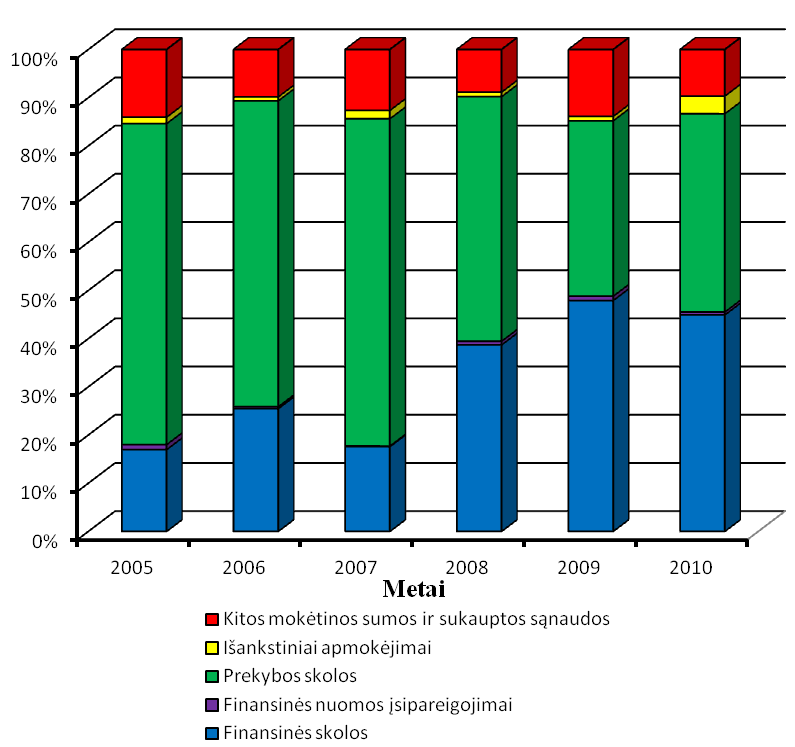 100%
90%
80%
70%
60%
50%
40%
30%
20%
10%
0%
2005 2006 2007 2008 2009 2010
Metai
Kitos mokėtinos sumos ir sukauptos sąnaudos
Išankstiniai apmokėjimai
Prekybos skolos
Finansinės nuomos įsipareigojimai
Finansinės skolos